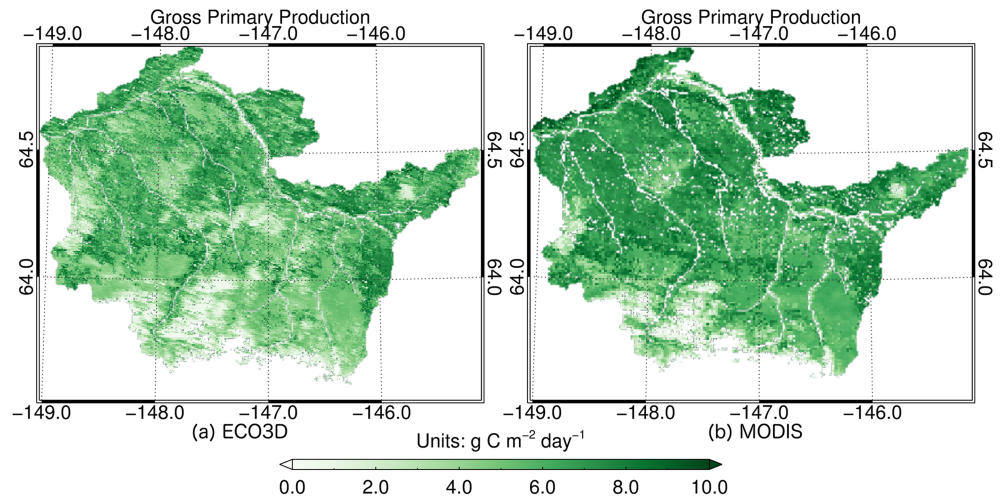 Gross Primary Production
−149.0 −148.0 −147.0 −146.0
64.5 64.5
64.0 64.0
−149.0 −148.0 −147.0 −146.0
(a) ECO3D
Gross Primary Production
−149.0 −148.0 −147.0 −146.0
64.5 64.5
64.0 64.0
−149.0 −148.0 −147.0 −146.0
(b) MODIS
Units: g C m⁻² day⁻¹
0.0 2.0 4.0 6.0 8.0 10.0